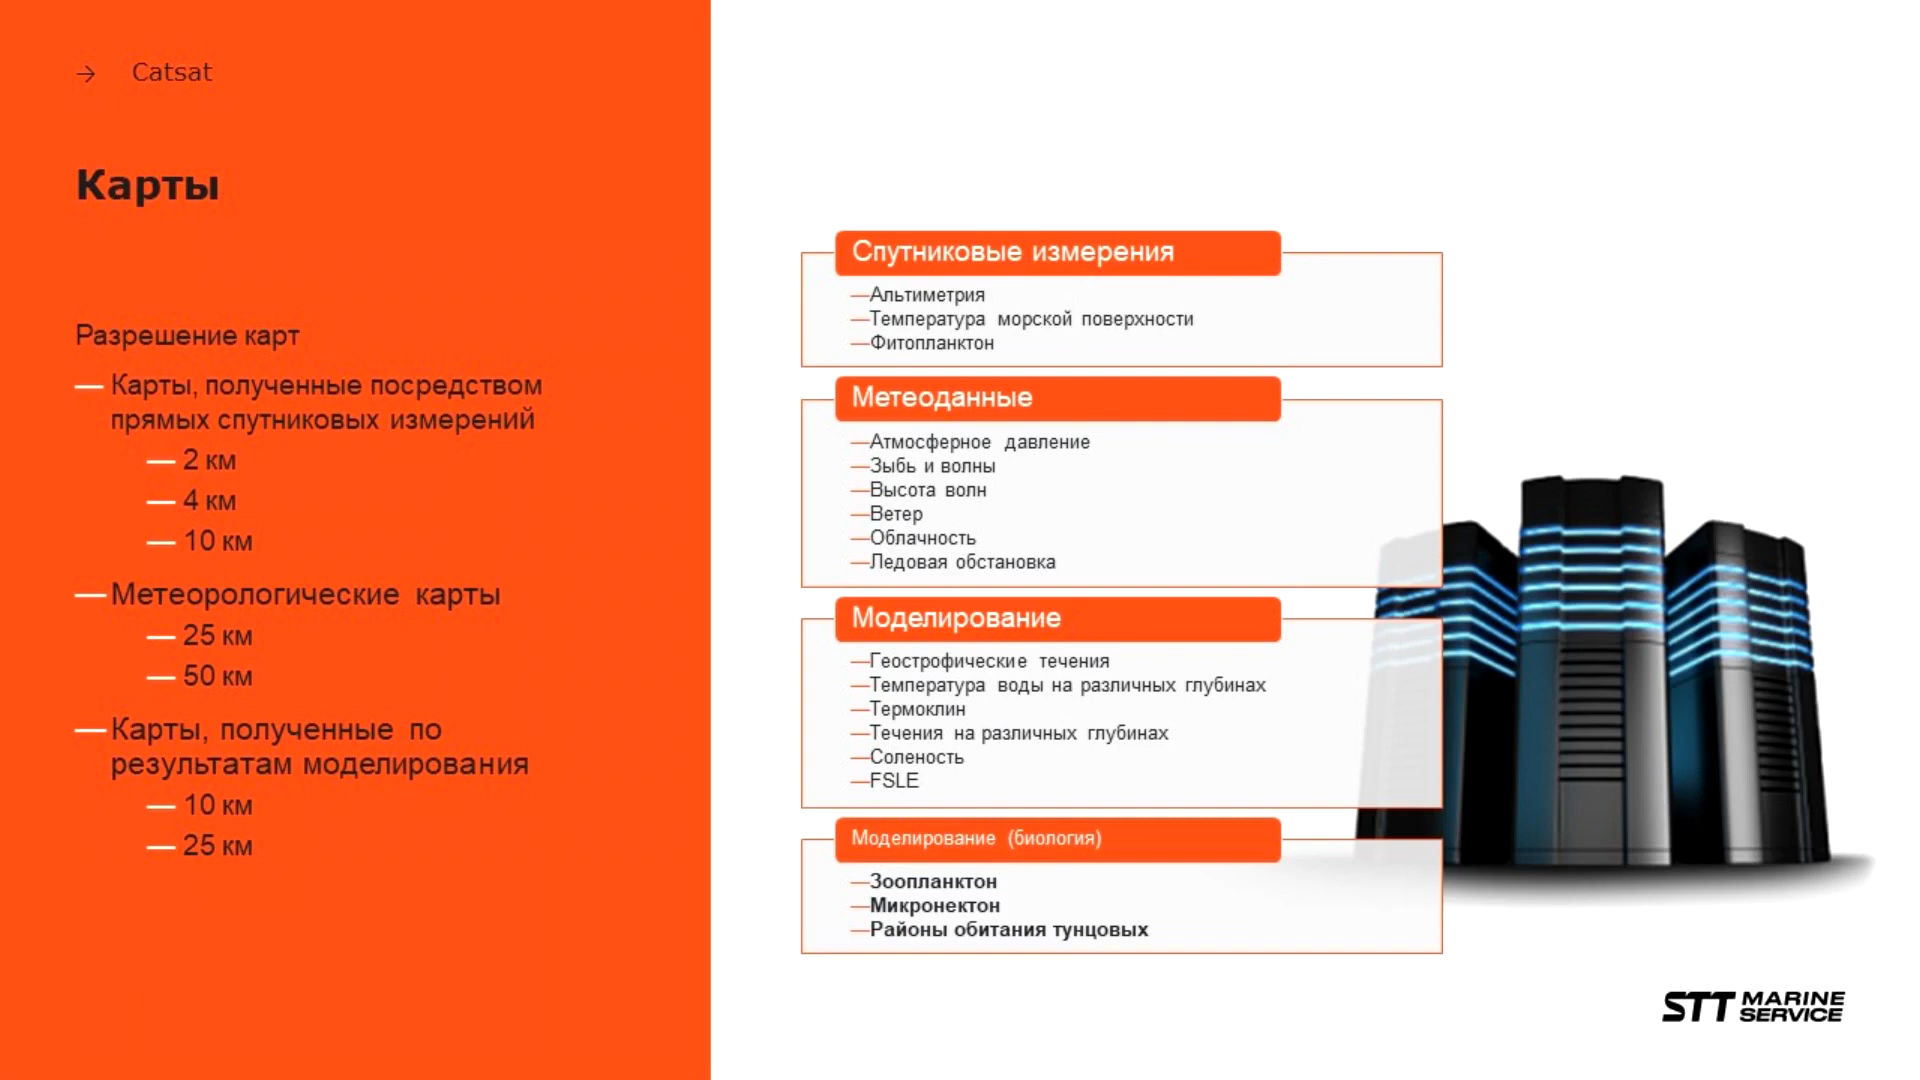 → Catsat
Карты
Разрешение карт
— Карты, полученные посредством
прямых спутниковых измерений
— 2 км
— 4 км
— 10 км
— Метеорологические карты
— 25 км
— 50 км
— Карты, полученные по
результатам моделирования
— 10 км
— 25 км
Спутниковые измерения
—Альтиметрия
—Температура морской поверхности
—Фитопланктон
Метеоданные
—Атмосферное давление
—Зыбь и волны
—Высота волн
—Ветер
—Облачность
—Ледовая обстановка
Моделирование
—Геострофические течения
—Температура воды на различных глубинах
—Термоклин
—Течения на различных глубинах
—Соленость
—FSLE
Моделирование (биология)
—Зоопланктон
—Микронектон
—Районы обитания тунцовых
STT MARINE
SERVICE